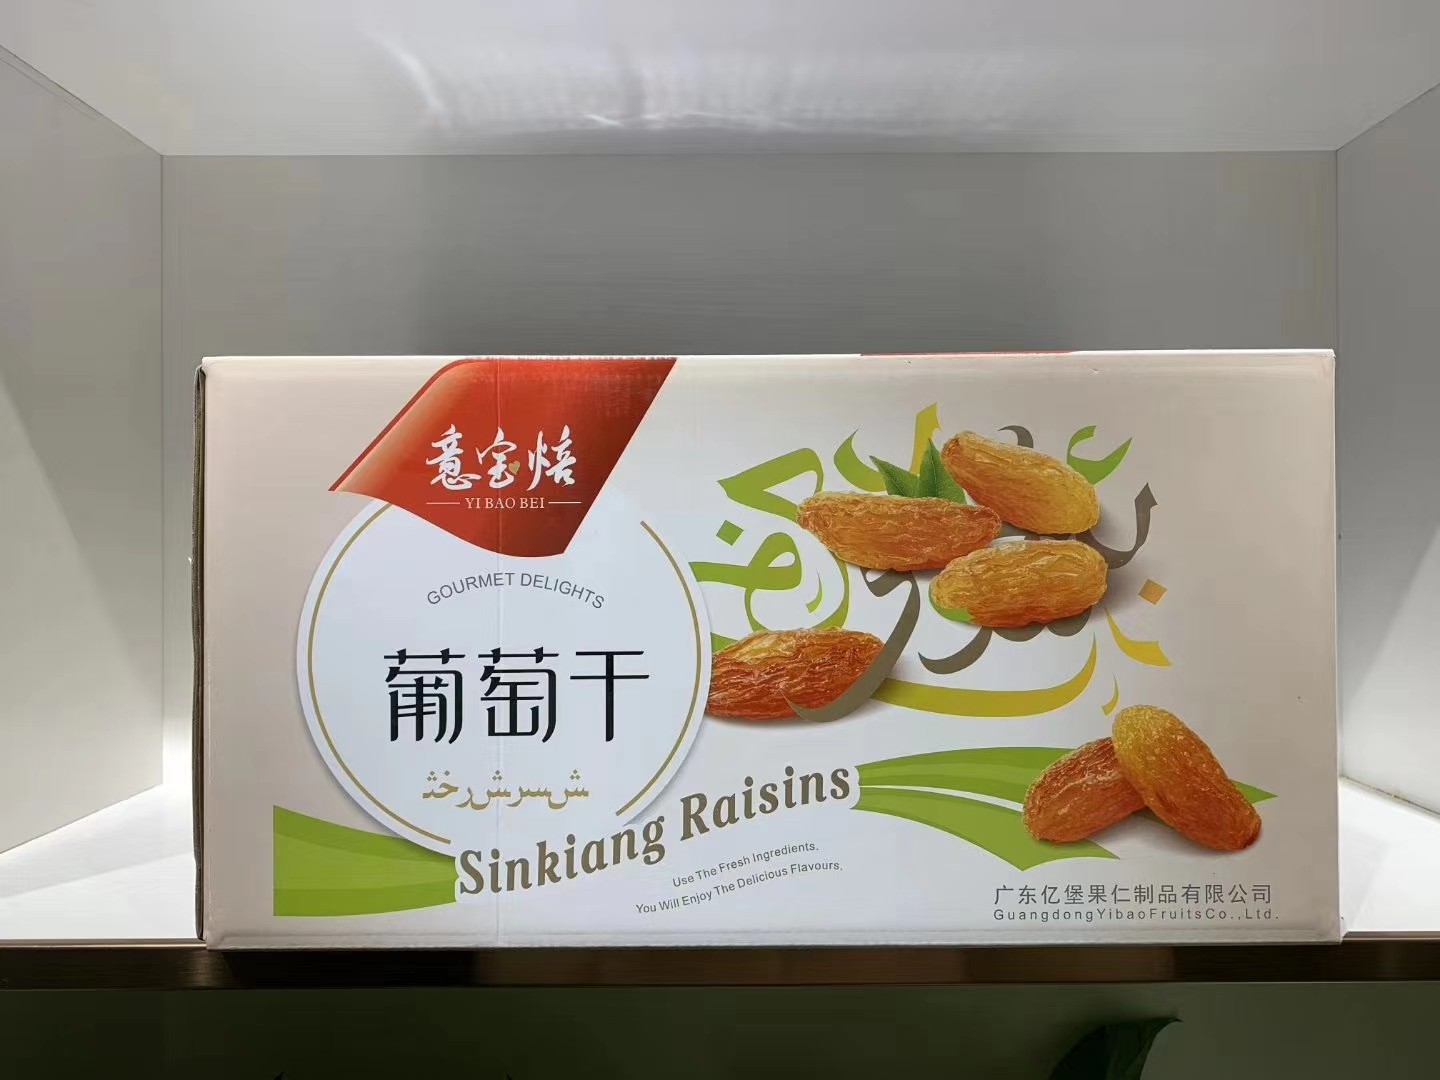 意宝焙
YI BAO BEI
GOURMET DELIGHTS
葡萄干
Sinkiang Raisins
Use The Fresh Ingredients.
You Will Enjoy The Delicious Flavours.
广东亿堡果仁制品有限公司
GuangdongYibaoFruitsCo.,Ltd.